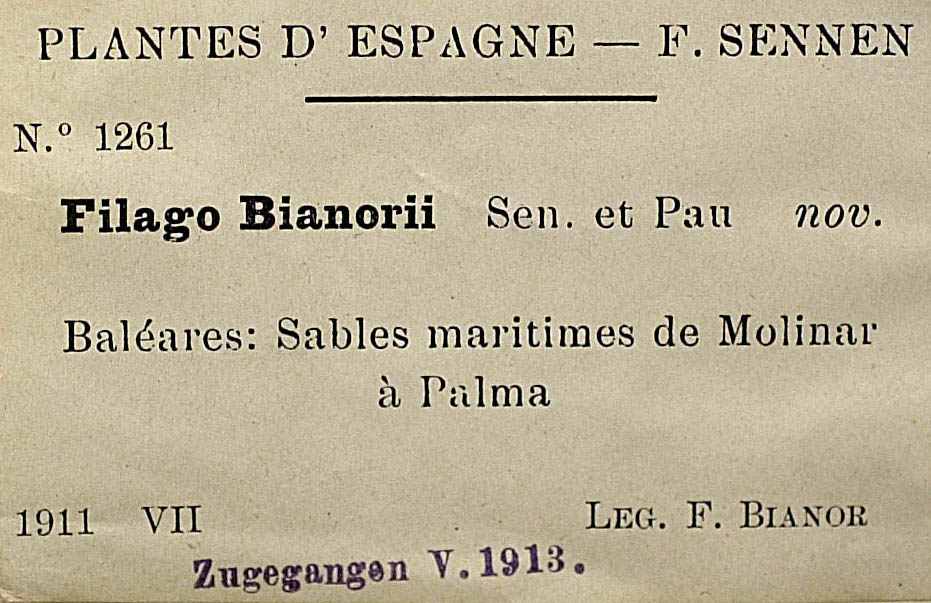 PLANTES D' ESPAGNE — F. SENNEN
N.º 1261
Filago Bianorii Sen. et Pau nov.
Baléares: Sables maritimes de Molinar
à Palma
1911 VII LEG. F. BIANOR
Zugegangen V. 1913.